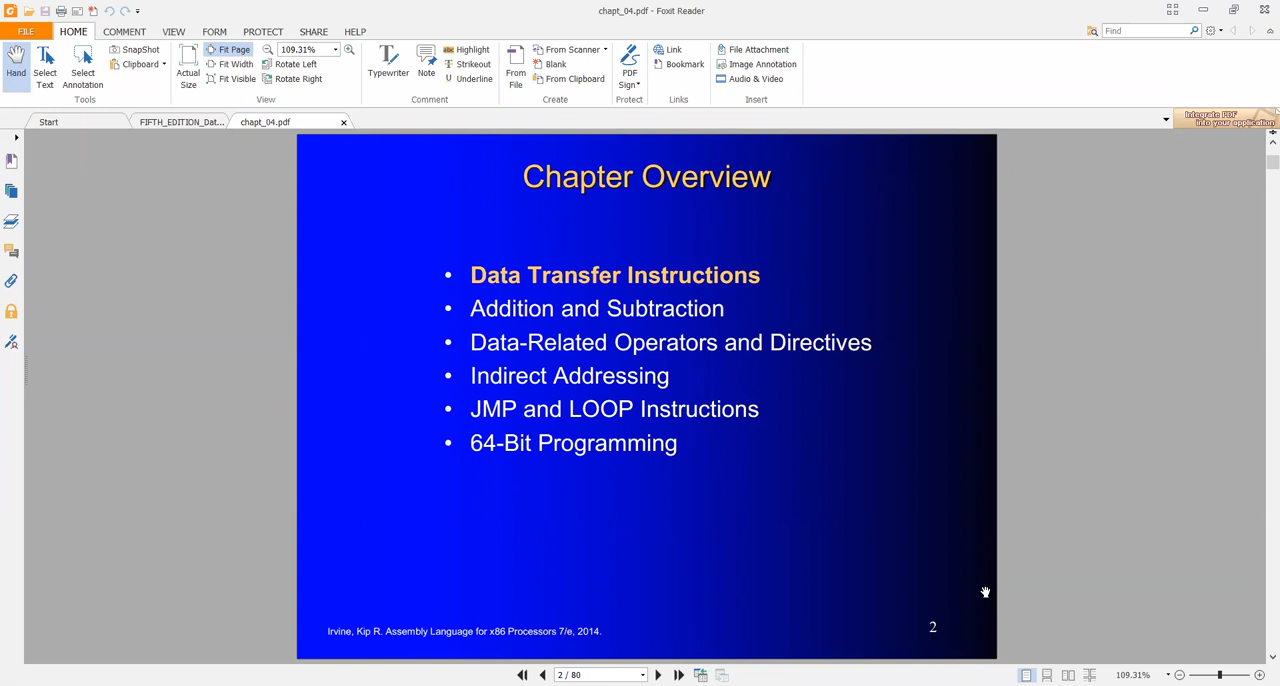 chapt_04.pdf - Foxit Reader
FILE HOME COMMENT VIEW FORM PROTECT SHARE HELP
Find
Hand
Select Text
Select Annotation
SnapShot
Clipboard
Tools
Actual Size
Fit Page
Fit Width
Fit Visible
109.31%
Rotate Left
Rotate Right
View
Typewriter
Note
Highlight
Strikeout
Underline
Comment
From File
From Scanner
Blank
From Clipboard
Create
PDF Sign
Protect
Link
Bookmark
Links
File Attachment
Image Annotation
Audio & Video
Insert
Start
FIFTH_EDITION_Dat...
chapt_04.pdf
Integrate PDF
into your application
Chapter Overview
• Data Transfer Instructions
• Addition and Subtraction
• Data-Related Operators and Directives
• Indirect Addressing
• JMP and LOOP Instructions
• 64-Bit Programming
Irvine, Kip R. Assembly Language for x86 Processors 7/e, 2014.
2
2 / 80
109.31%